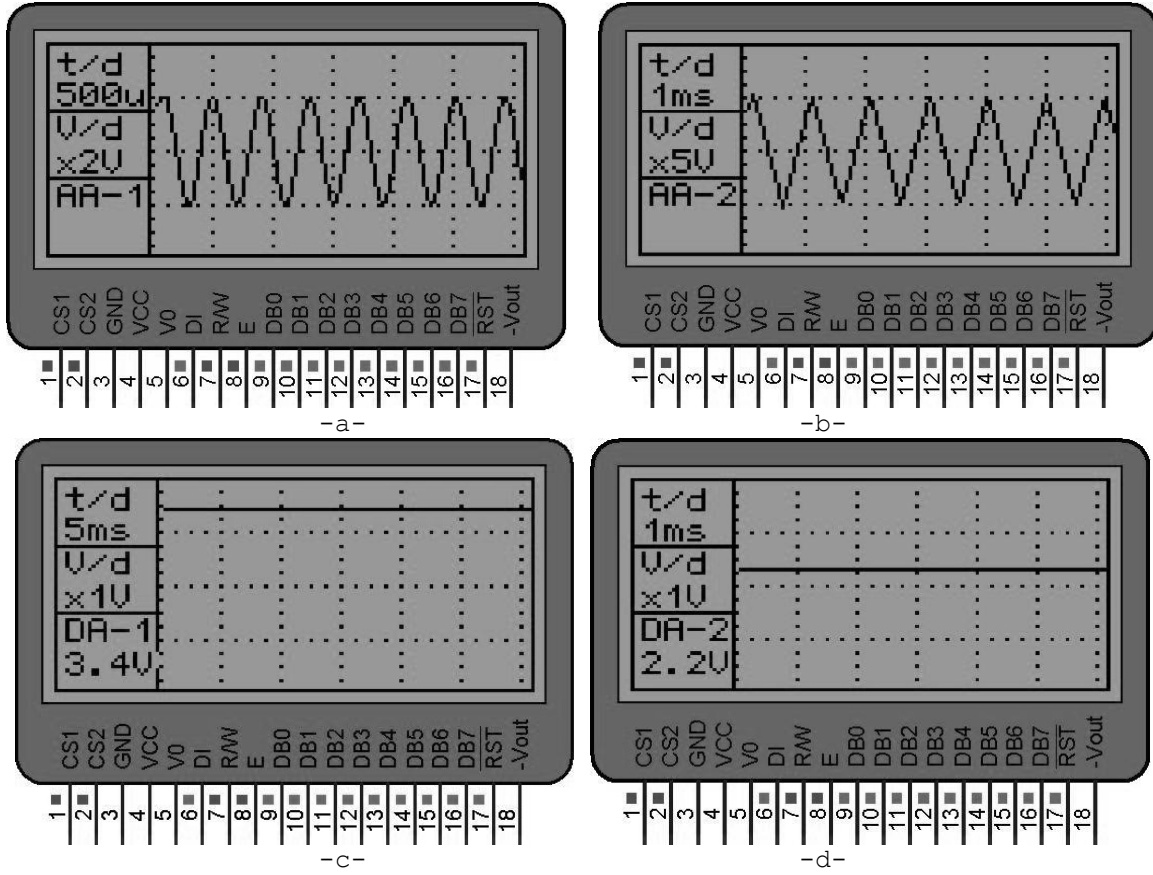 t/d
500u
V/d
x2V
AA-1
CS1 CS2 GND VCC V0 DI R/W E DB0 DB1 DB2 DB3 DB4 DB5 DB6 DB7 RST -Vout
1 2 3 4 5 6 7 8 9 10 11 12 13 14 15 16 17 18
-a-
t/d
1ms
V/d
x5V
AA-2
CS1 CS2 GND VCC V0 DI R/W E DB0 DB1 DB2 DB3 DB4 DB5 DB6 DB7 RST -Vout
1 2 3 4 5 6 7 8 9 10 11 12 13 14 15 16 17 18
-b-
t/d
5ms
V/d
x1V
DA-1
3.4V
CS1 CS2 GND VCC V0 DI R/W E DB0 DB1 DB2 DB3 DB4 DB5 DB6 DB7 RST -Vout
1 2 3 4 5 6 7 8 9 10 11 12 13 14 15 16 17 18
-c-
t/d
1ms
V/d
x1V
DA-2
2.2V
CS1 CS2 GND VCC V0 DI R/W E DB0 DB1 DB2 DB3 DB4 DB5 DB6 DB7 RST -Vout
1 2 3 4 5 6 7 8 9 10 11 12 13 14 15 16 17 18
-d-